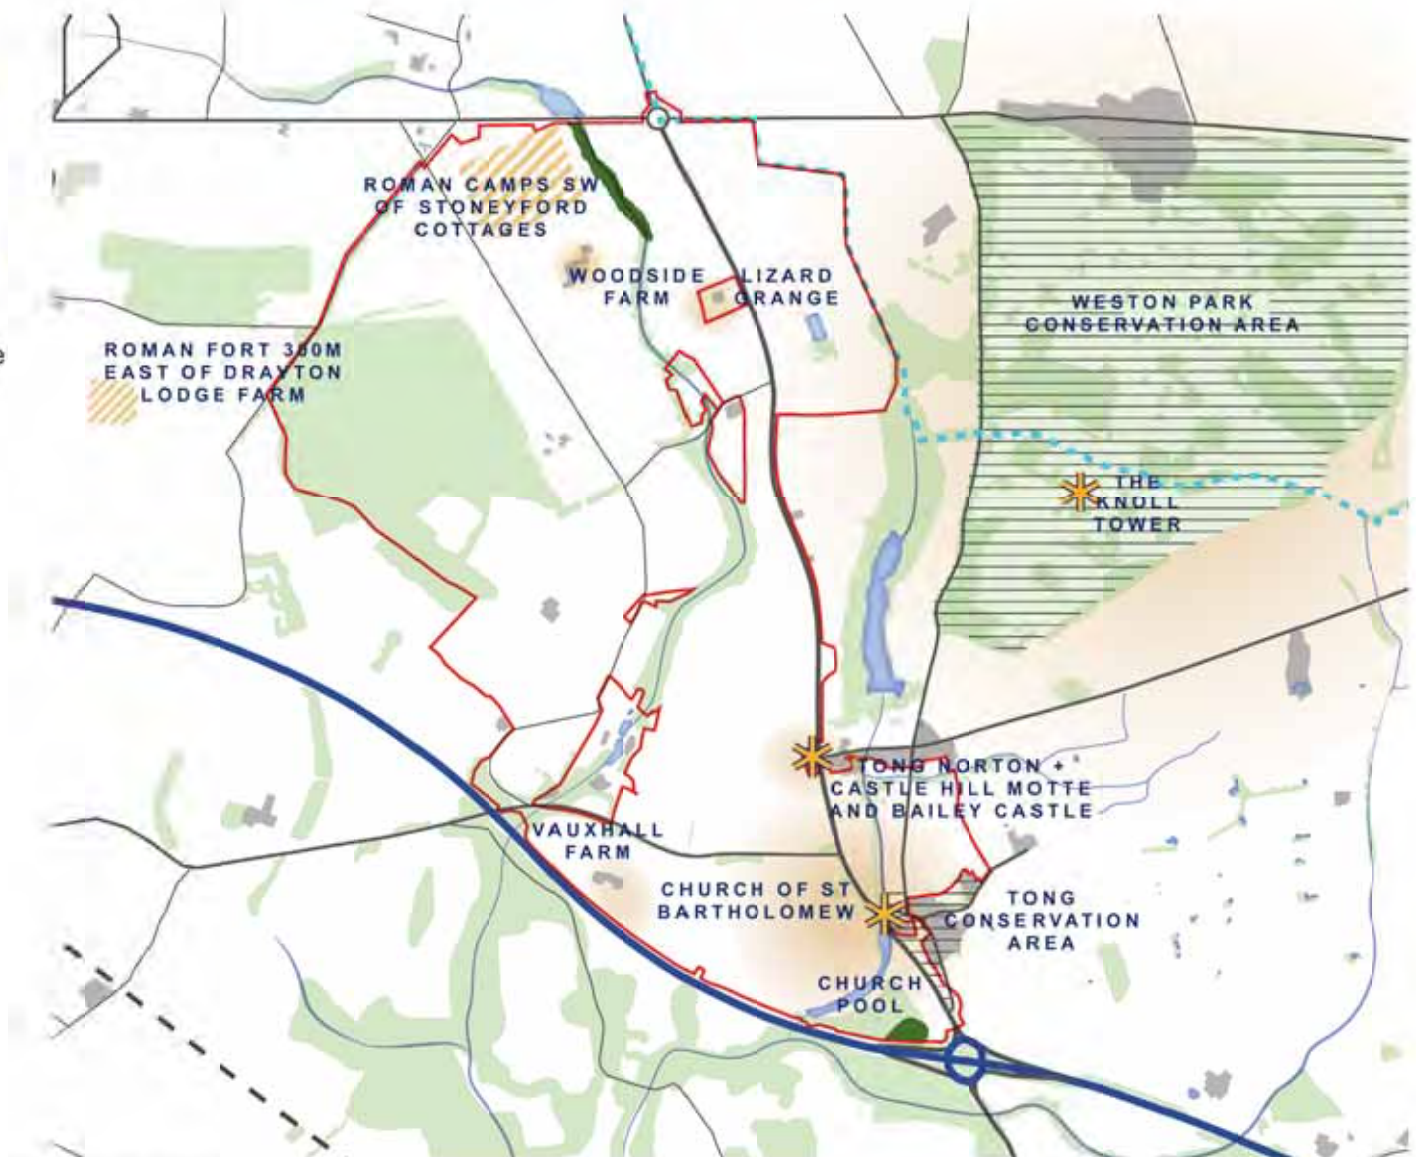 ROMAN CAMPS SW
OF STONEYFORD
COTTAGES
WOODSIDE
FARM
LIZARD
GRANGE
WESTON PARK
CONSERVATION AREA
ROMAN FORT 300M
EAST OF DRAYTON
LODGE FARM
e
THE
KNOLL
TOWER
TONG NORTON +
CASTLE HILL MOTTE
AND BAILEY CASTLE
VAUXHALL
FARM
CHURCH OF ST
BARTHOLOMEW
TONG
CONSERVATION
AREA
CHURCH
POOL